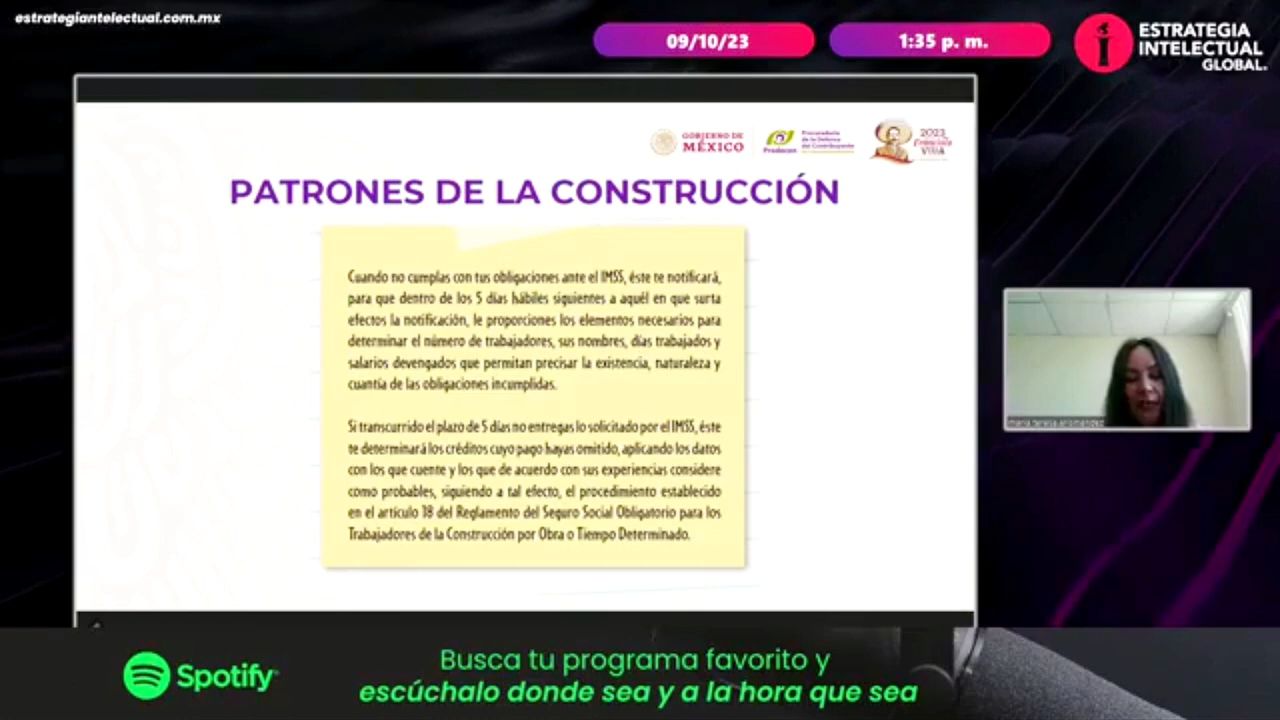 estrategiantelectual.com.mx
09/10/23
1:35 p. m.
ESTRATEGIA
INTELECTUAL
GLOBAL.
GOBIERNO DE
MÉXICO
Prodecon
Procuraduría
de la Defensa
del Contribuyente
2023
Francisco
VILLA
PATRONES DE LA CONSTRUCCIÓN
Cuando no cumplas con tus obligaciones ante el IMSS, éste te notificará,
para que dentro de los 5 días hábiles siguientes a aquél en que surta
efectos la notificación, le proporciones los elementos necesarios para
determinar el número de trabajadores, sus nombres, días trabajados y
salarios devengados que permitan precisar la existencia, naturaleza y
cuantía de las obligaciones incumplidas.
Si transcurrido el plazo de 5 días no entregas lo solicitado por el IMSS, éste
te determinará los créditos cuyo pago hayas omitido, aplicando los datos
con los que cuente y los que de acuerdo con sus experiencias considere
como probables, siguiendo a tal efecto, el procedimiento establecido
en el artículo 18 del Reglamento del Seguro Social Obligatorio para los
Trabajadores de la Construcción por Obra o Tiempo Determinado.
Spotify
Busca tu programa favorito y
escúchalo donde sea y a la hora que sea